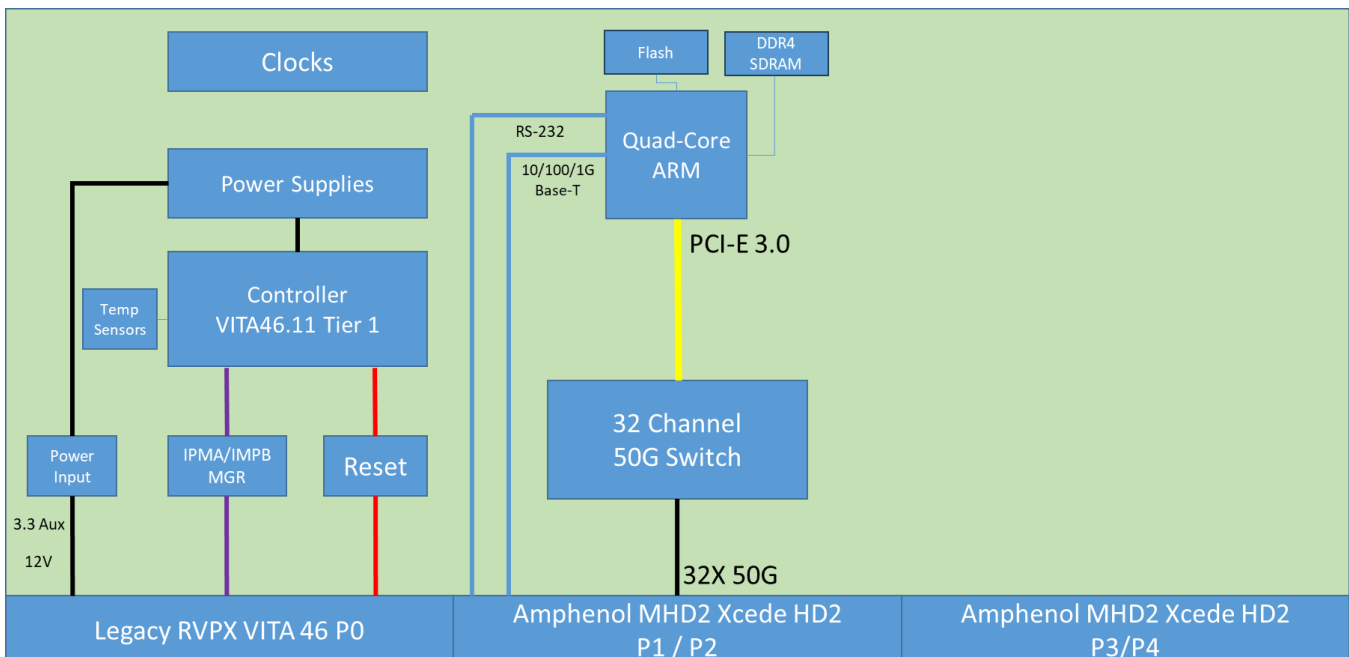 Clocks
Flash
DDR4
SDRAM
RS-232
Quad-Core
ARM
10/100/1G
Base-T
Power Supplies
PCI-E 3.0
Controller
VITA46.11 Tier 1
Temp
Sensors
32 Channel
50G Switch
Power
Input
IPMA/IMPB
MGR
Reset
3.3 Aux
12V
32X 50G
Legacy RVPX VITA 46 P0
Amphenol MHD2 Xcede HD2
P1 / P2
Amphenol MHD2 Xcede HD2
P3/P4